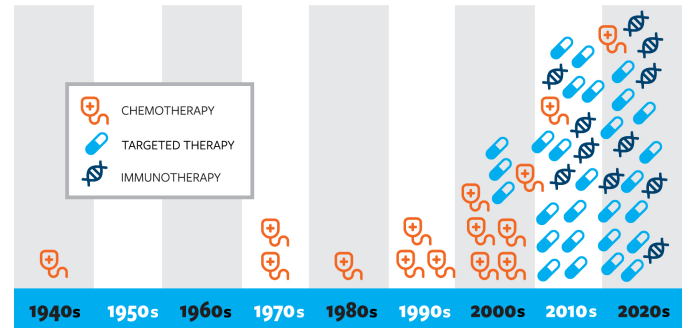 CHEMOTHERAPY
TARGETED THERAPY
IMMUNOTHERAPY
1940s 1950s 1960s 1970s 1980s 1990s 2000s 2010s 2020s